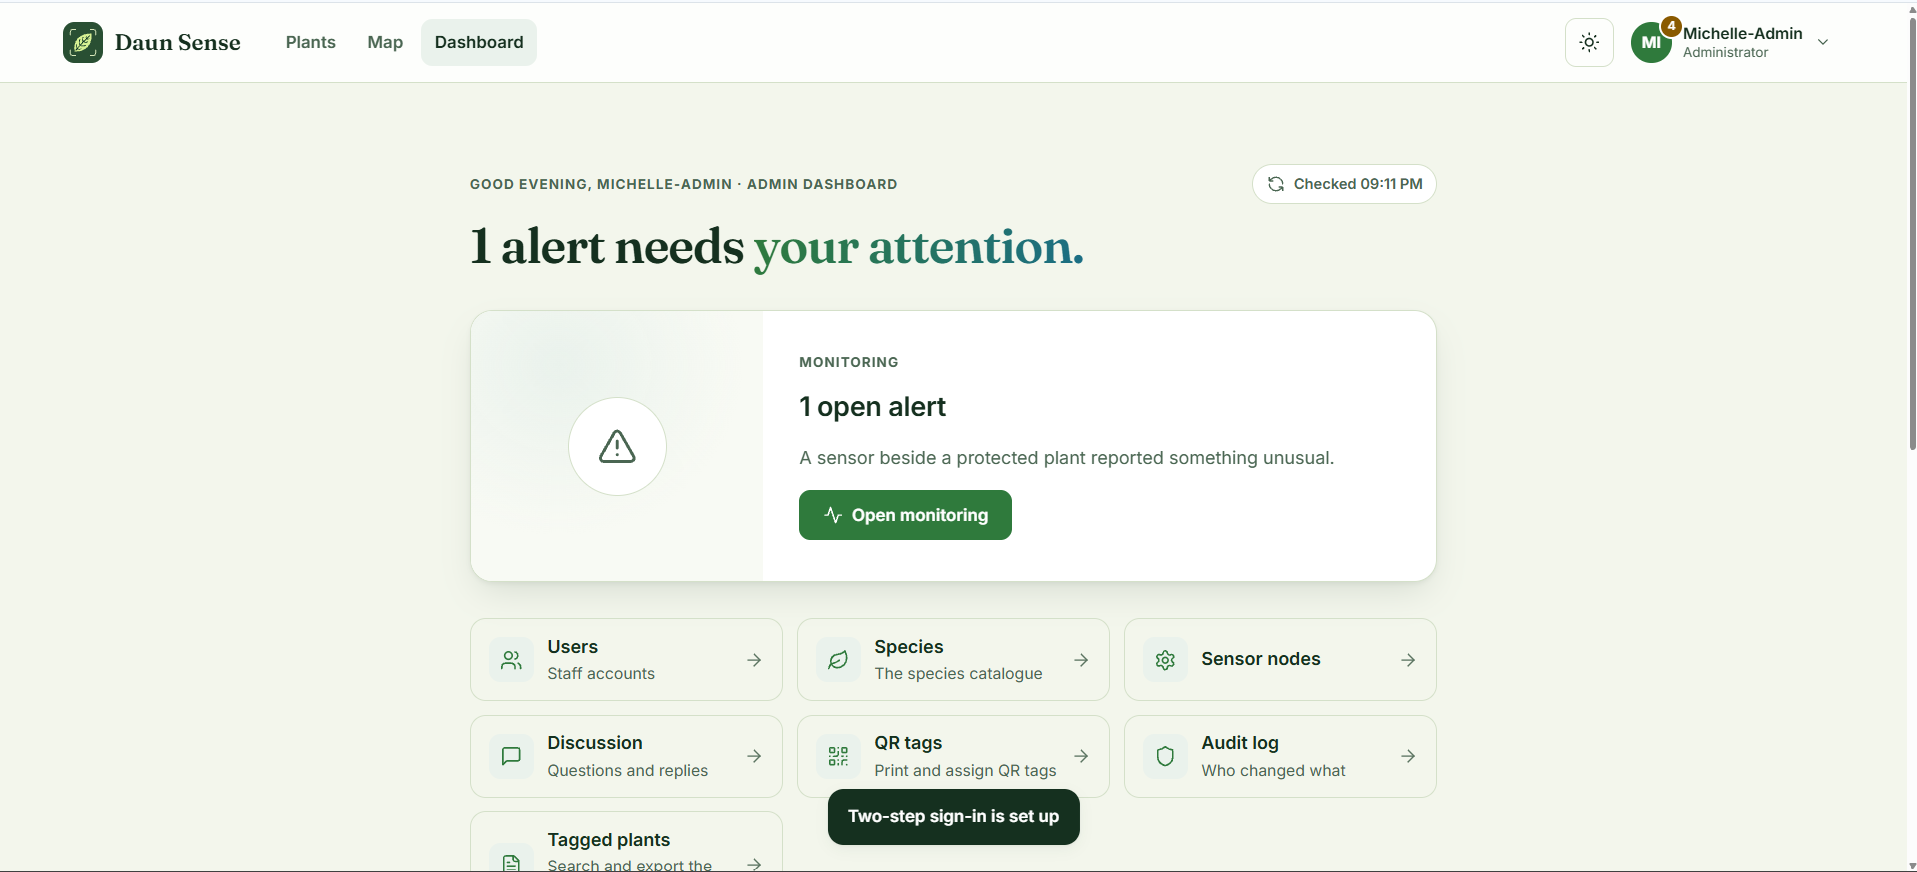 Daun Sense
Plants
Map
Dashboard
MI
4
Michelle-Admin
Administrator
GOOD EVENING, MICHELLE-ADMIN · ADMIN DASHBOARD
Checked 09:11 PM
1 alert needs your attention.
MONITORING
1 open alert
A sensor beside a protected plant reported something unusual.
Open monitoring
Users
Staff accounts
Species
The species catalogue
Sensor nodes
Discussion
Questions and replies
QR tags
Print and assign QR tags
Audit log
Who changed what
Tagged plants
Search and export the
Two-step sign-in is set up